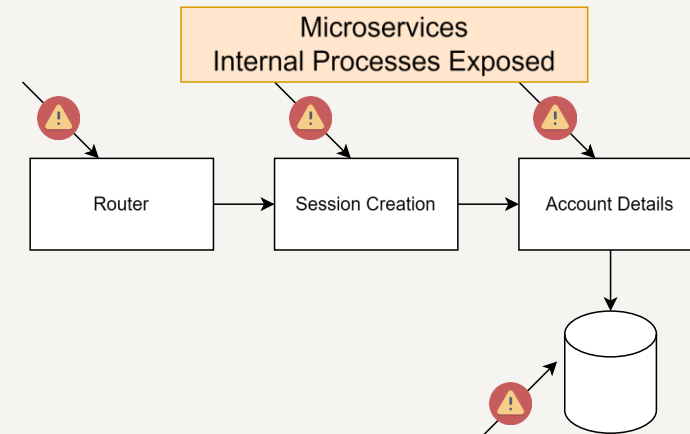 Microservices
Internal Processes Exposed
Router
Session Creation
Account Details